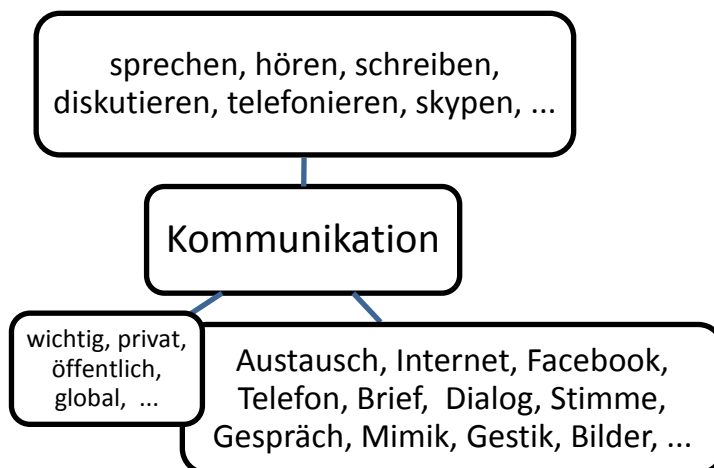 sprechen, hören, schreiben,
diskutieren, telefonieren, skypen, ...
Kommunikation
wichtig, privat,
öffentlich,
global, ...
Austausch, Internet, Facebook,
Telefon, Brief, Dialog, Stimme,
Gespräch, Mimik, Gestik, Bilder, ...